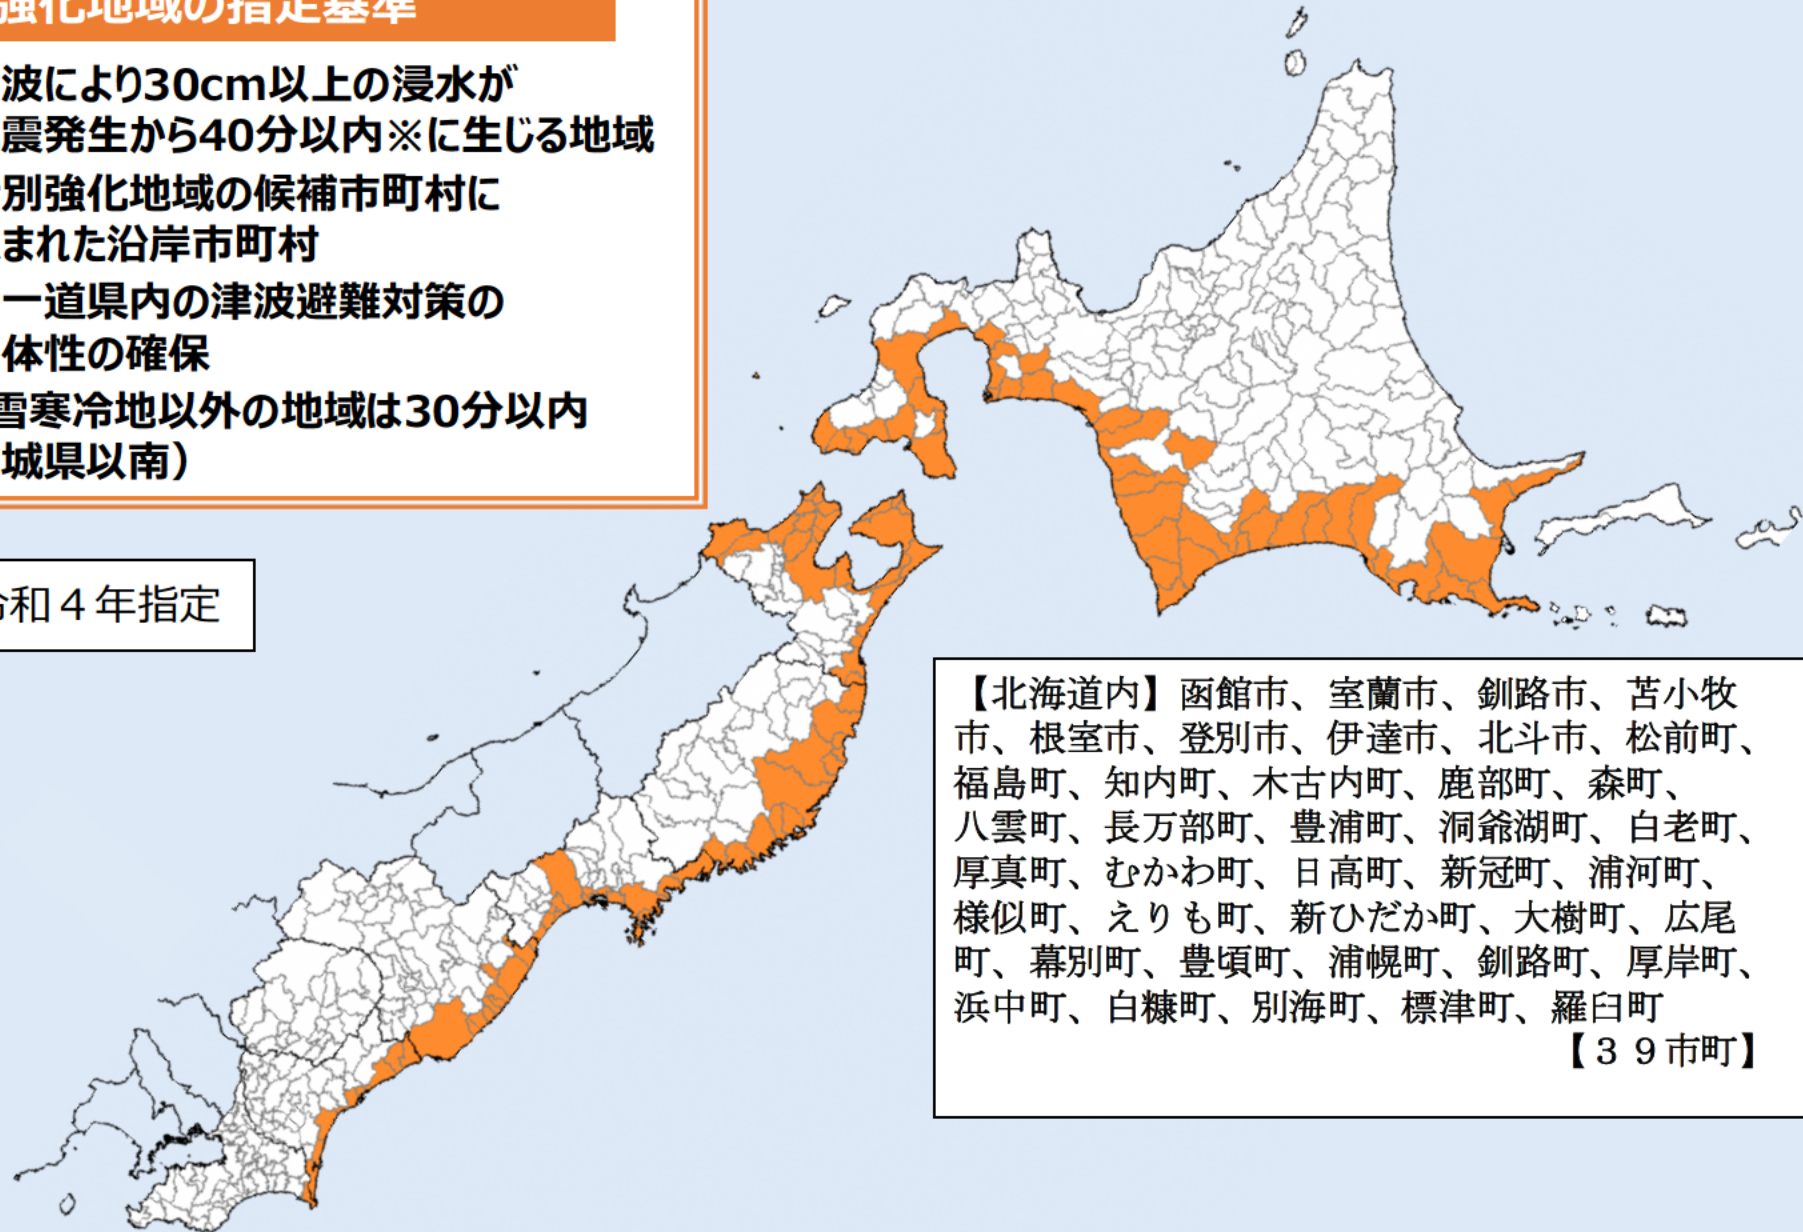 強化地域の指定基準
波により30cm以上の浸水が
震発生から40分以内※に生じる地域
別強化地域の候補市町村に
まれた沿岸市町村
一道県内の津波避難対策の
体性の確保
雪寒冷地以外の地域は30分以内
城県以南）
令和４年指定
【北海道内】函館市、室蘭市、釧路市、苫小牧
市、根室市、登別市、伊達市、北斗市、松前町、
福島町、知内町、木古内町、鹿部町、森町、
八雲町、長万部町、豊浦町、洞爺湖町、白老町、
厚真町、むかわ町、日高町、新冠町、浦河町、
様似町、えりも町、新ひだか町、大樹町、広尾
町、幕別町、豊頃町、浦幌町、釧路町、厚岸町、
浜中町、白糠町、別海町、標津町、羅臼町
【３９市町】